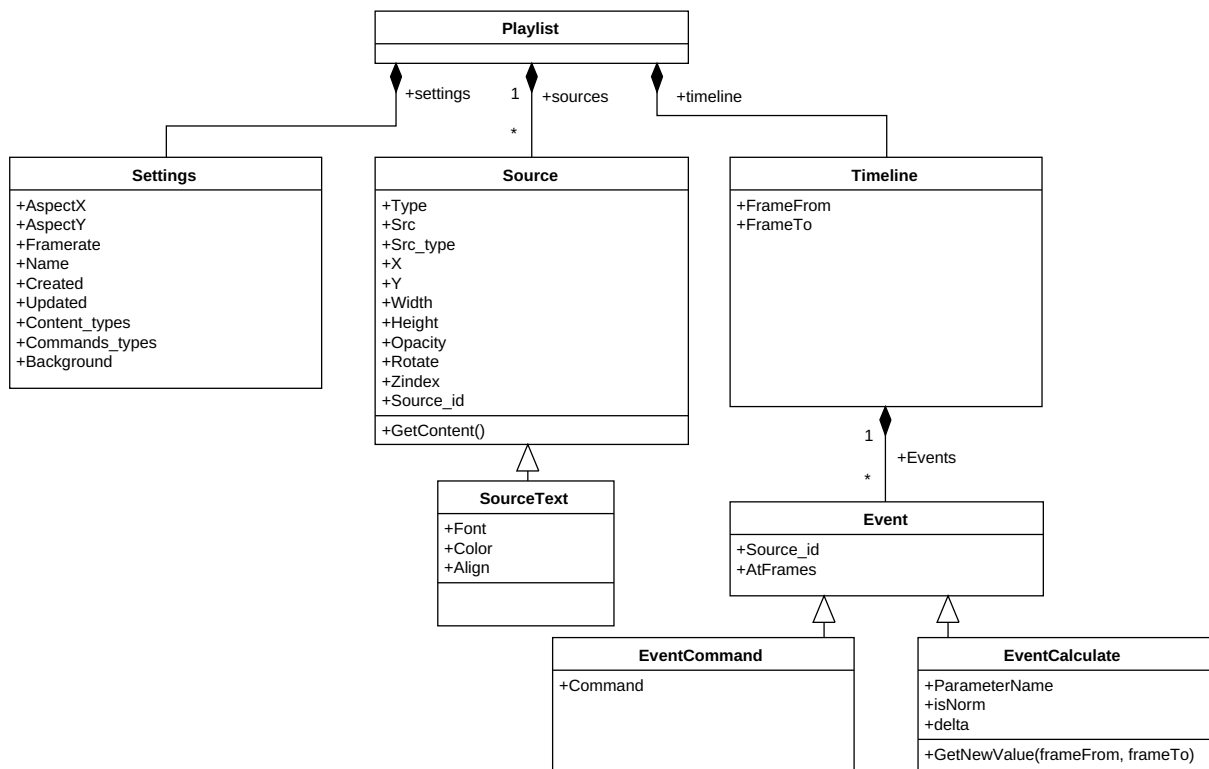 Playlist
+settings
1
+sources
+timeline
*
Settings
+AspectX
+AspectY
+Framerate
+Name
+Created
+Updated
+Content_types
+Commands_types
+Background
Source
+Type
+Src
+Src_type
+X
+Y
+Width
+Height
+Opacity
+Rotate
+Zindex
+Source_id
+GetContent()
Timeline
+FrameFrom
+FrameTo
1
+Events
*
SourceText
+Font
+Color
+Align
Event
+Source_id
+AtFrames
EventCommand
+Command
EventCalculate
+ParameterName
+isNorm
+delta
+GetNewValue(frameFrom, frameTo)